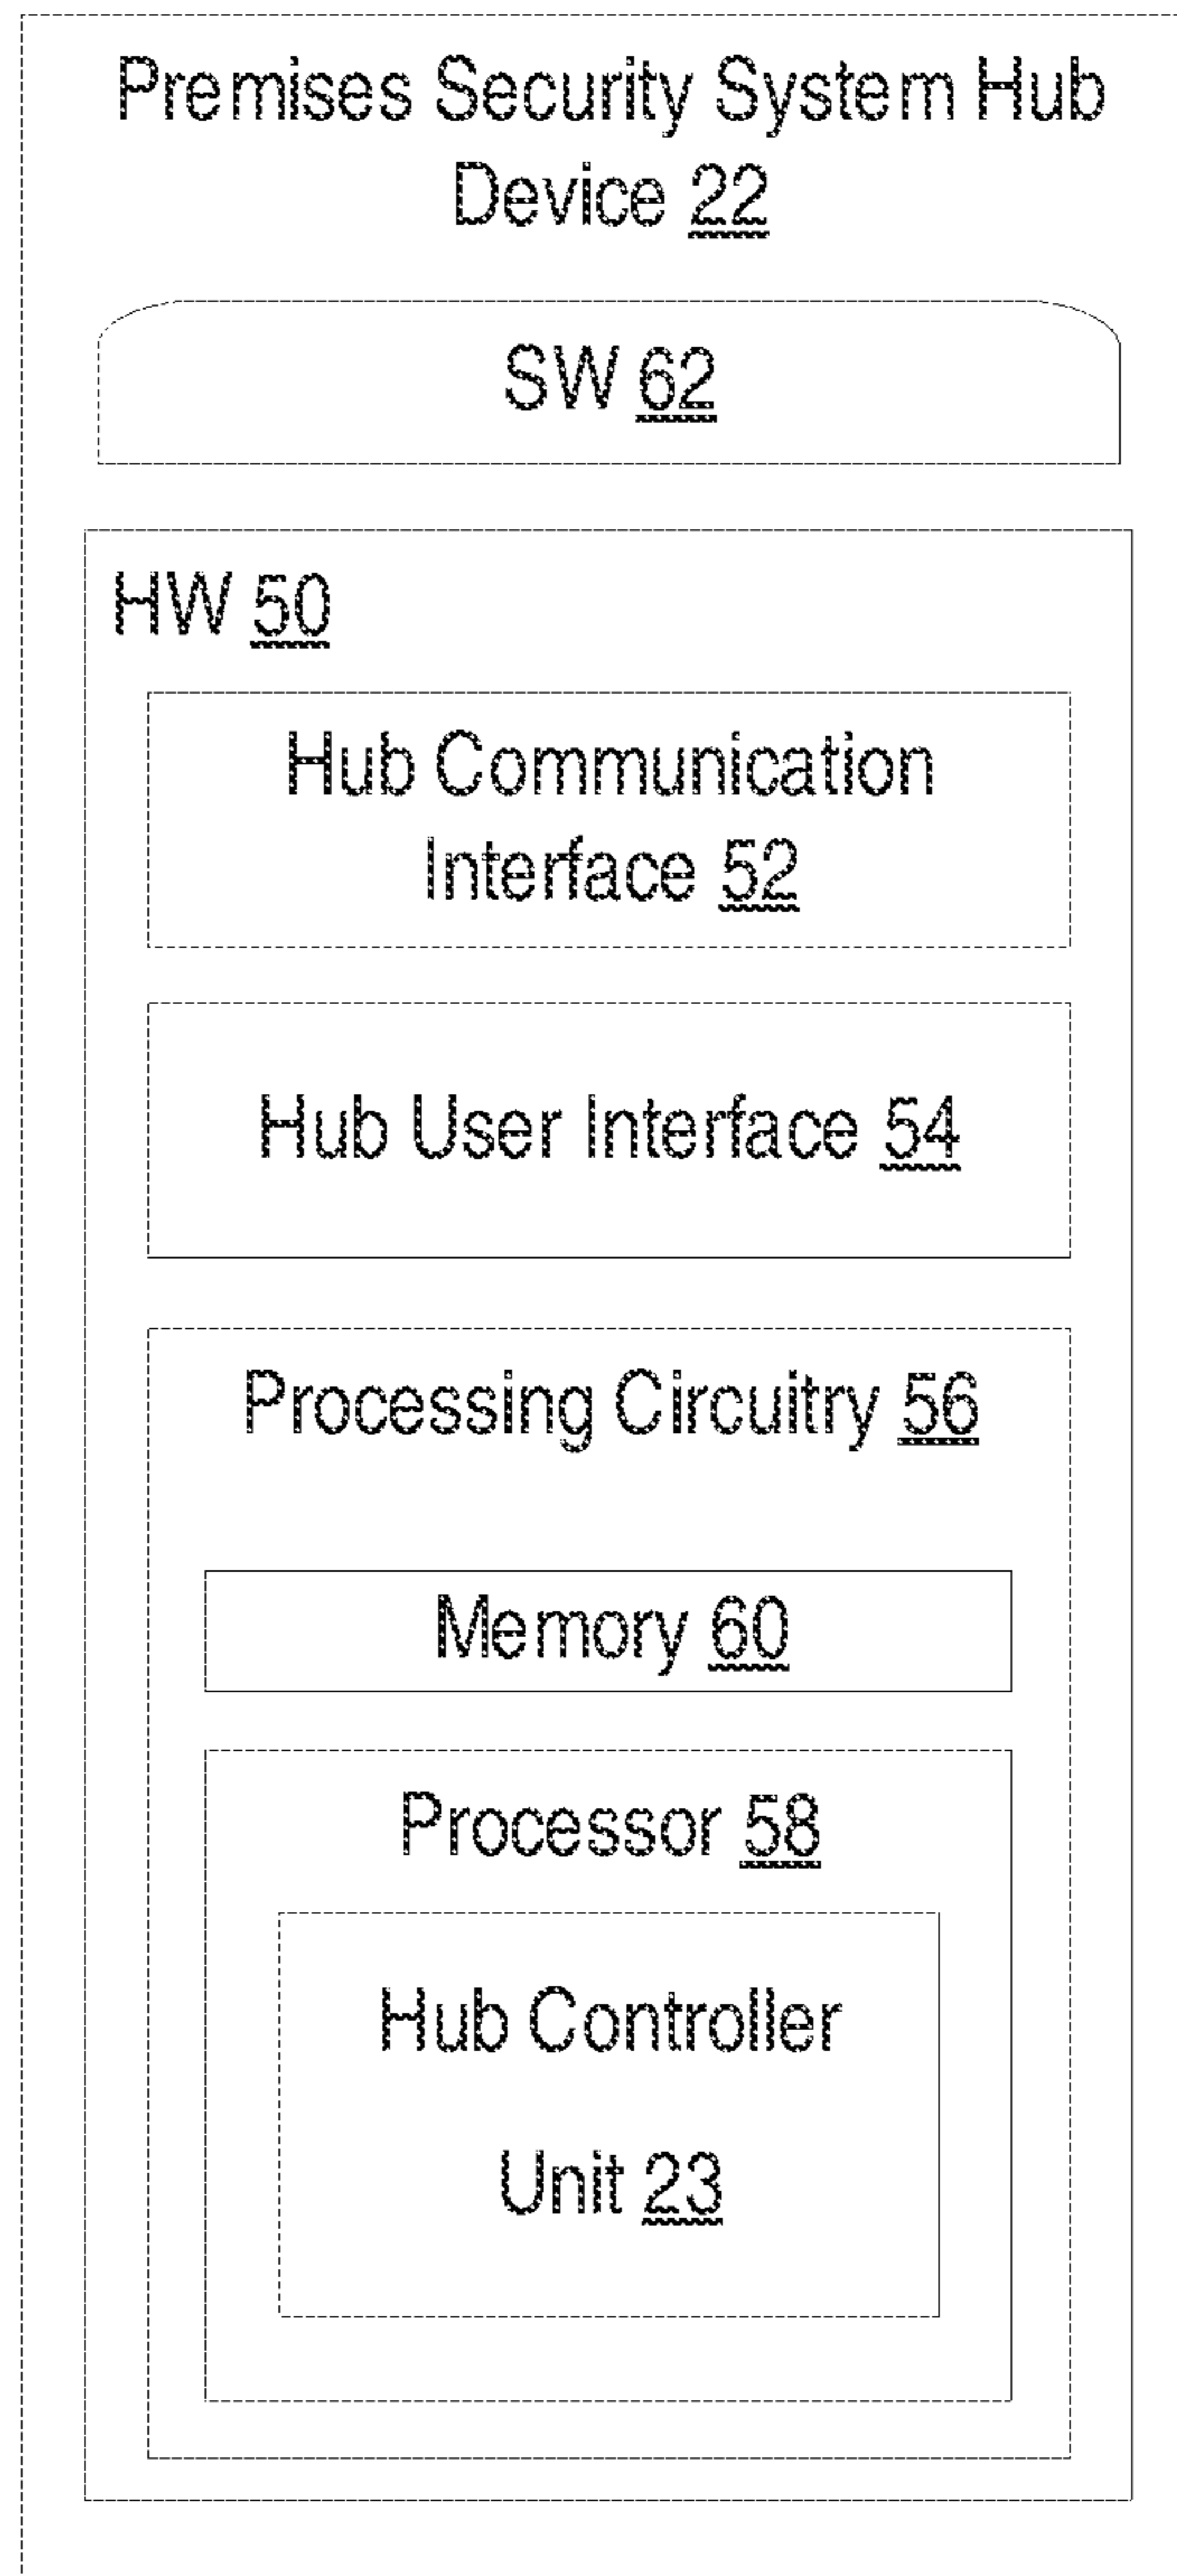 Premises Security System Hub
Device 22
SW 62
HW 50
Hub Communication
Interface 52
Hub User Interface 54
Processing Circuitry 56
Memory 60
Processor 58
Hub Controller
Unit 23